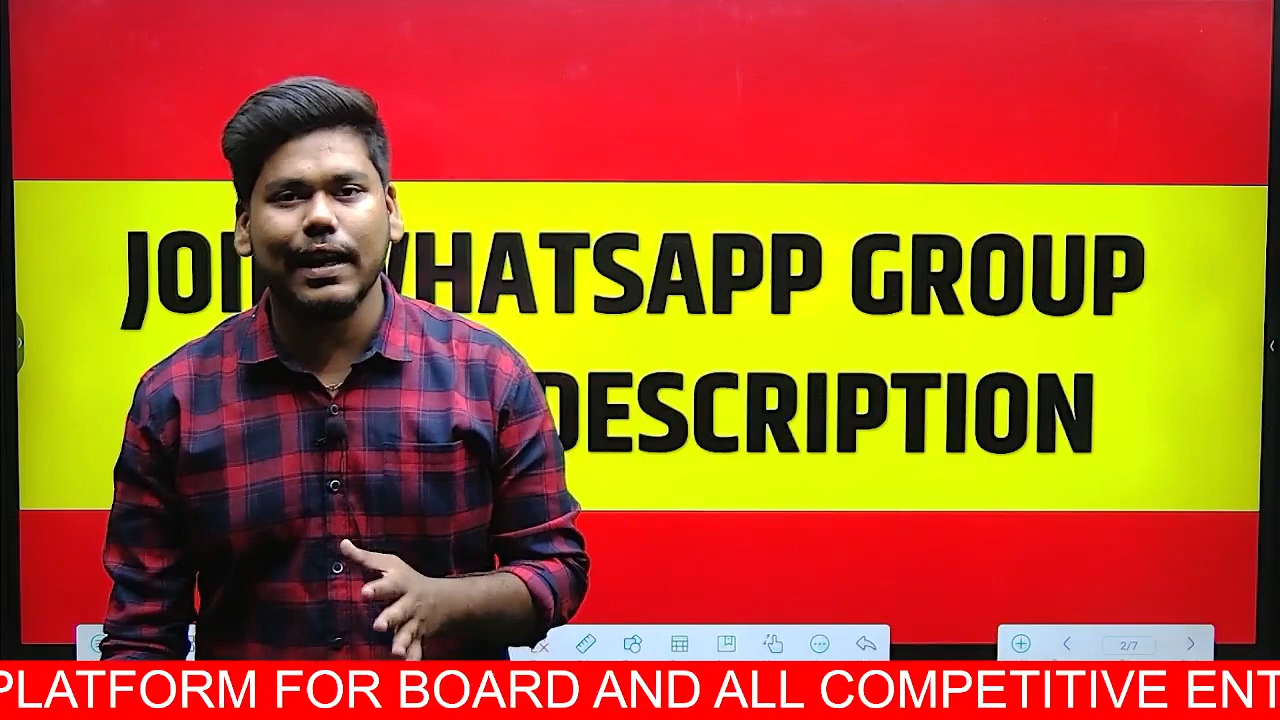 WHATSAPP GROUP
DESCRIPTION
2/7
PLATFORM FOR BOARD AND ALL COMPETITIVE